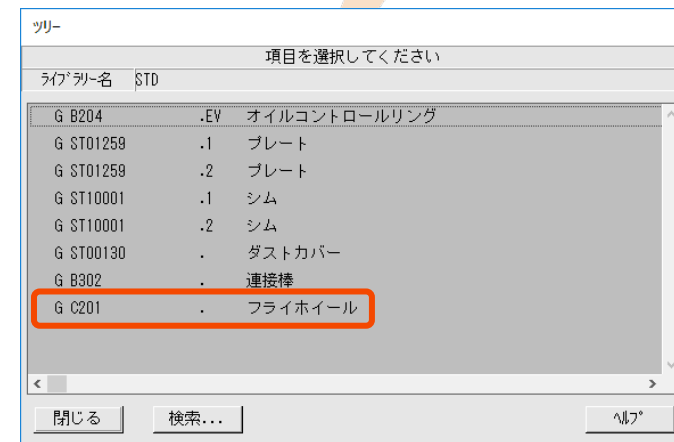 ツリー
項目を選択してください
ﾗｲﾌﾞﾗﾘｰ名 STD
G B204 .EV オイルコントロールリング
G ST01259 .1 プレート
G ST01259 .2 プレート
G ST10001 .1 シム
G ST10001 .2 シム
G ST00130 . ダストカバー
G B302 . 連接棒
G C201 . フライホイール
閉じる 検索... ﾍﾙﾌﾟ